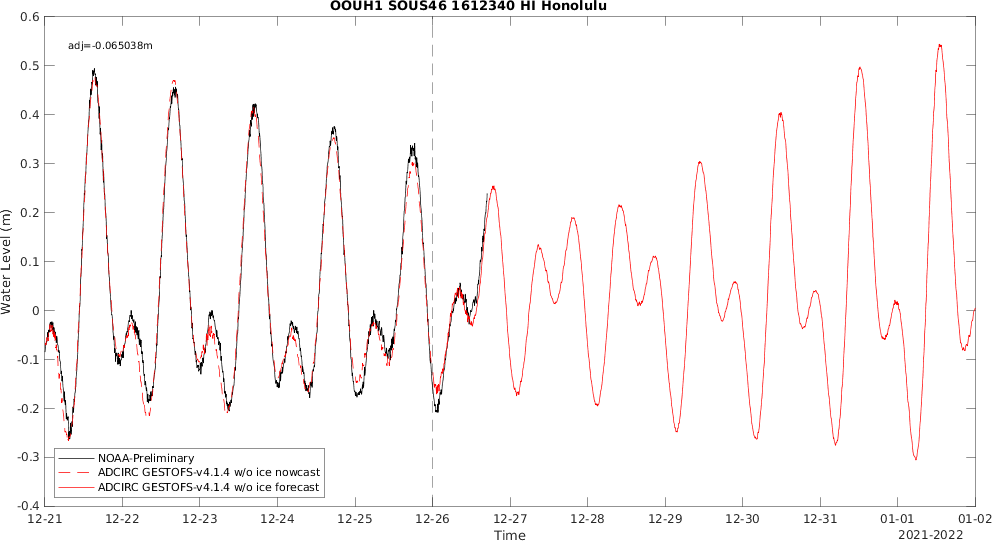 OOUH1 SOUS46 1612340 HI Honolulu
0.6
adj=-0.065038m
0.5
0.4
0.3
0.2
0.1
0
-0.1
-0.2
-0.3
-0.4
Water Level (m)
NOAA-Preliminary
ADCIRC GESTOFS-v4.1.4 w/o ice nowcast
ADCIRC GESTOFS-v4.1.4 w/o ice forecast
12-21 12-22 12-23 12-24 12-25 12-26 12-27 12-28 12-29 12-30 12-31 01-01 01-02
Time
2021-2022